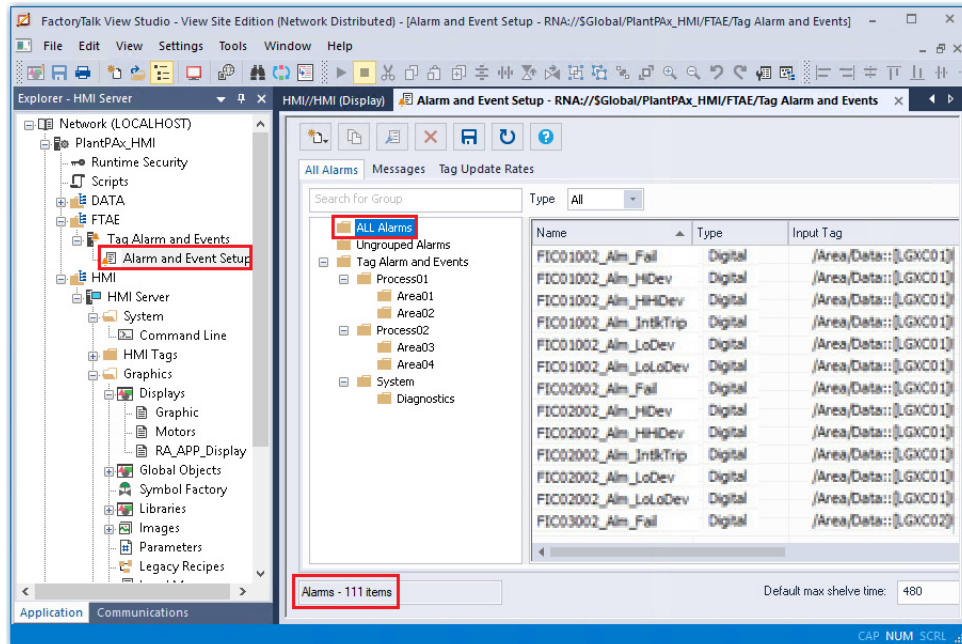 FactoryTalk View Studio - View Site Edition (Network Distributed) - [Alarm and Event Setup - RNA://$Global/PlantPAx_HMI/FTAE/Tag Alarm and Events]
File Edit View Settings Tools Window Help
Explorer - HMI Server
HMI//HMI (Display)
Alarm and Event Setup - RNA://$Global/PlantPAx_HMI/FTAE/Tag Alarm and Events
Network (LOCALHOST)
PlantPAx_HMI
Runtime Security
Scripts
DATA
FTAE
Tag Alarm and Events
Alarm and Event Setup
HMI
HMI Server
System
Command Line
HMI Tags
Graphics
Displays
Graphic
Motors
RA_APP_Display
Global Objects
Symbol Factory
Libraries
Images
Parameters
Legacy Recipes
Application Communications
All Alarms Messages Tag Update Rates
Search for Group
Type All
ALL Alarms
Ungrouped Alarms
Tag Alarm and Events
Process01
Area01
Area02
Process02
Area03
Area04
System
Diagnostics
Name Type Input Tag
FIC01002_Alm_Fail Digital /Area/Data::[LGXC01]
FIC01002_Alm_HiDev Digital /Area/Data::[LGXC01]
FIC01002_Alm_HiHiDev Digital /Area/Data::[LGXC01]
FIC01002_Alm_IntlkTrip Digital /Area/Data::[LGXC01]
FIC01002_Alm_LoDev Digital /Area/Data::[LGXC01]
FIC01002_Alm_LoLoDev Digital /Area/Data::[LGXC01]
FIC02002_Alm_Fail Digital /Area/Data::[LGXC01]
FIC02002_Alm_HiDev Digital /Area/Data::[LGXC01]
FIC02002_Alm_HiHiDev Digital /Area/Data::[LGXC01]
FIC02002_Alm_IntlkTrip Digital /Area/Data::[LGXC01]
FIC02002_Alm_LoDev Digital /Area/Data::[LGXC01]
FIC02002_Alm_LoLoDev Digital /Area/Data::[LGXC01]
FIC03002_Alm_Fail Digital /Area/Data::[LGXC02]
Alarms - 111 items
Default max shelve time: 480
CAP NUM SCRL